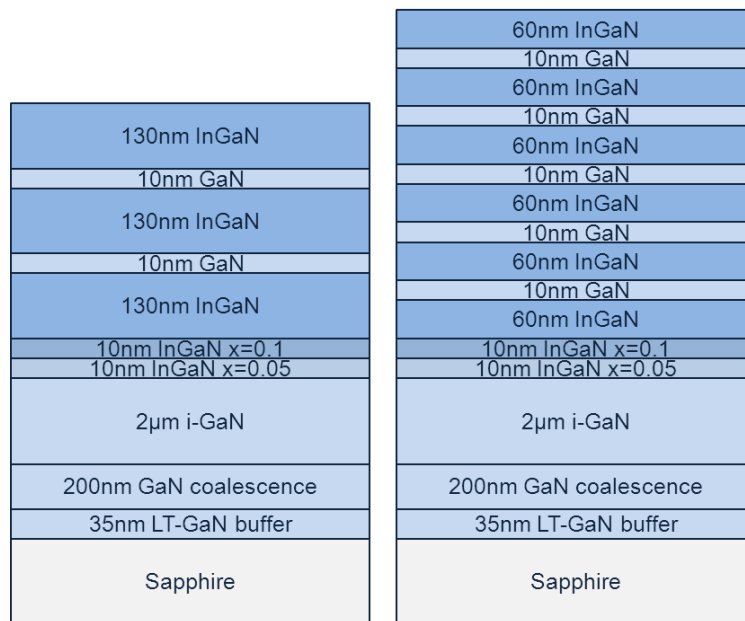 130nm InGaN
10nm GaN
130nm InGaN
10nm GaN
130nm InGaN
10nm InGaN x=0.1
10nm InGaN x=0.05
2µm i-GaN
200nm GaN coalescence
35nm LT-GaN buffer
Sapphire
60nm InGaN
10nm GaN
60nm InGaN
10nm GaN
60nm InGaN
10nm GaN
60nm InGaN
10nm GaN
60nm InGaN
10nm GaN
60nm InGaN
10nm InGaN x=0.1
10nm InGaN x=0.05
2µm i-GaN
200nm GaN coalescence
35nm LT-GaN buffer
Sapphire